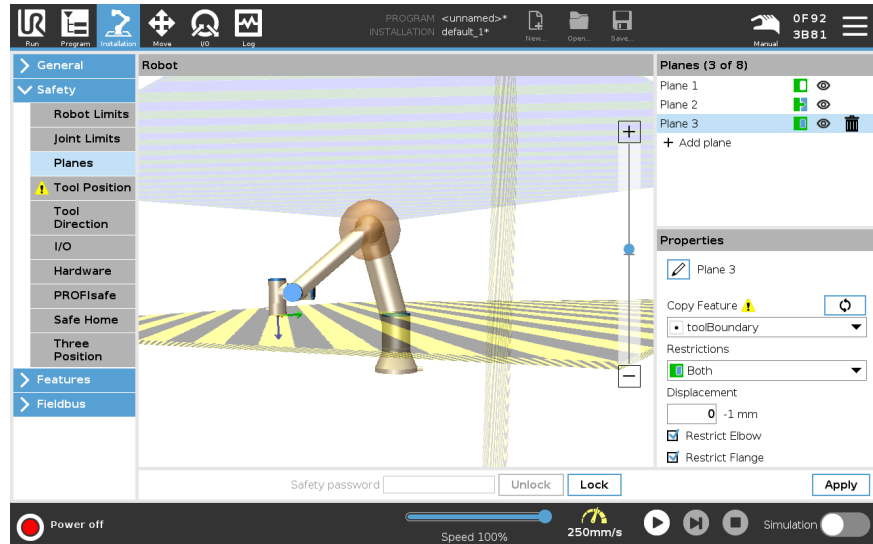 PROGRAM <unnamed>*
INSTALLATION default_1*
Run
Program
Installation
Move
I/O
Log
New...
Open...
Save...
Manual
0F92
3B81
General
Safety
Robot Limits
Joint Limits
Planes
Tool Position
Tool
Direction
I/O
Hardware
PROFIsafe
Safe Home
Three
Position
Features
Fieldbus
Robot
Safety password
Unlock
Lock
Planes (3 of 8)
Plane 1
Plane 2
Plane 3
+ Add plane
Properties
Plane 3
Copy Feature
toolBoundary
Restrictions
Both
Displacement
0 -1 mm
Restrict Elbow
Restrict Flange
Apply
Power off
Speed 100%
250mm/s
Simulation